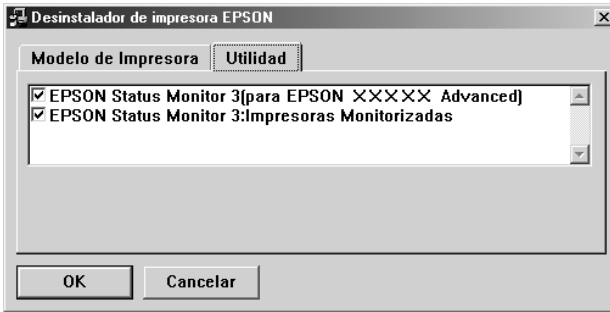 Desinstalador de impresora EPSON
Modelo de Impresora Utilidad
EPSON Status Monitor 3(para EPSON XXXXX Advanced)
EPSON Status Monitor 3:Impresoras Monitorizadas
OK Cancelar